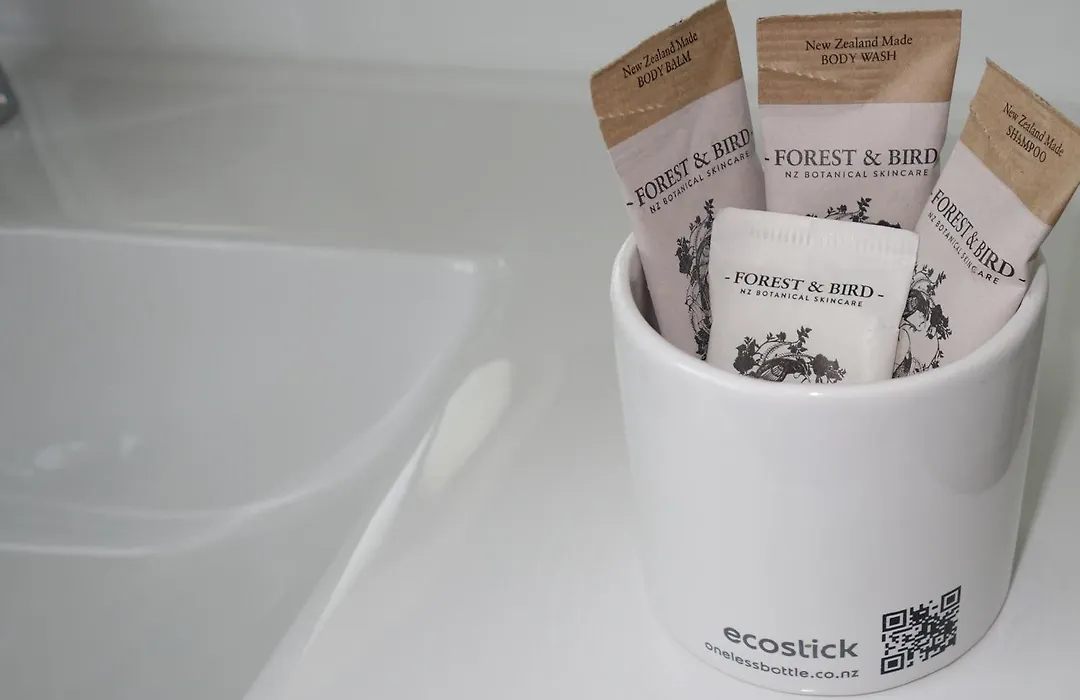 New Zealand Made
BODY BALM
- FOREST & BIRD -
NZ BOTANICAL SKINCARE
New Zealand Made
BODY WASH
- FOREST & BIRD
NZ BOTANICAL SKINCARE
New Zealand Made
SHAMPOO
FOREST & BIRD -
NZ BOTANICAL SKINCARE
- FOREST & BIRD -
NZ BOTANICAL SKINCARE
ecostick
onelessbottle.co.nz